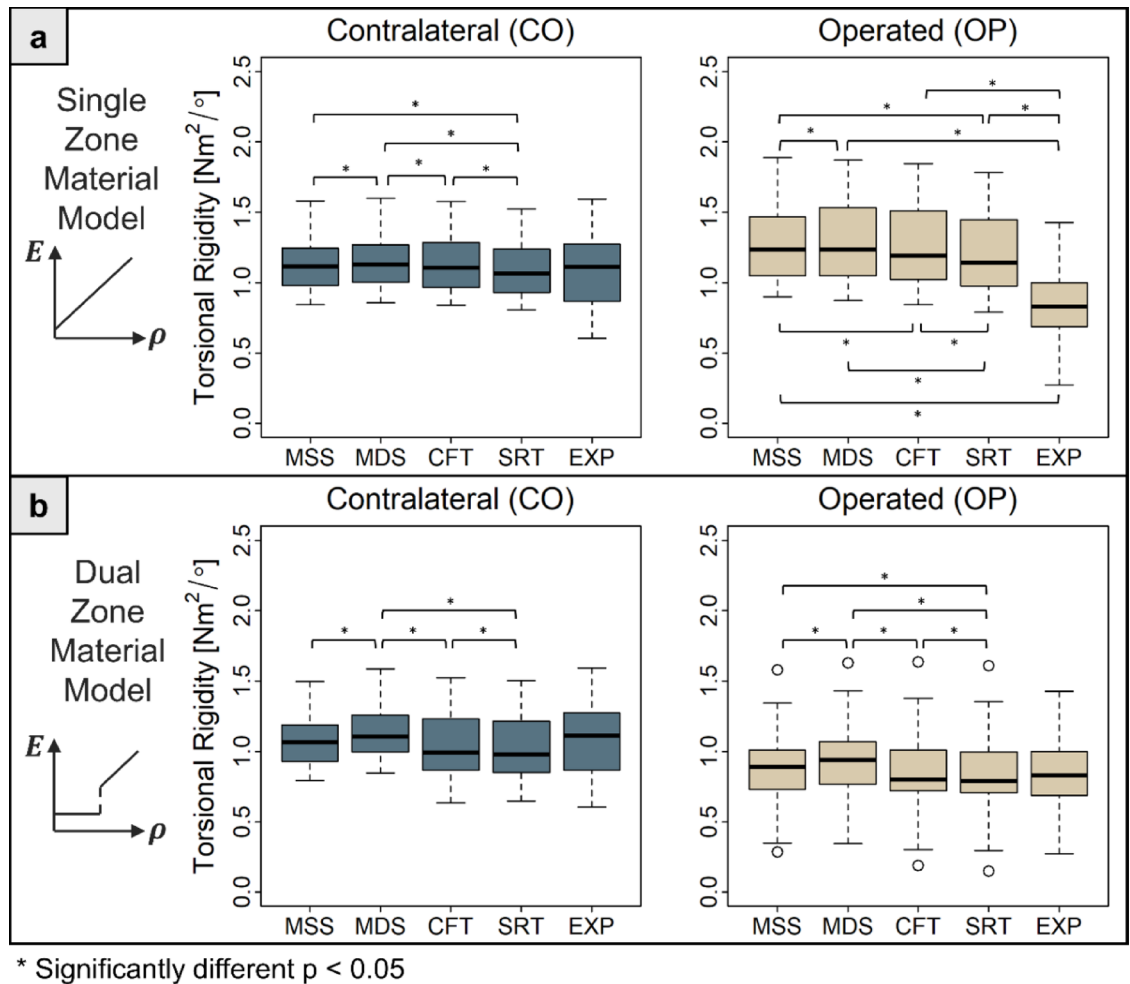 a
Contralateral (CO)
Operated (OP)
Single
Zone
Material
Model
E
ρ
Torsional Rigidity [Nm²/°]
2.5
2.0
1.5
1.0
0.5
0.0
* * * * *
MSS MDS CFT SRT EXP
2.5
2.0
1.5
1.0
0.5
0.0
* * * * * * * * *
MSS MDS CFT SRT EXP
b
Contralateral (CO)
Operated (OP)
Dual
Zone
Material
Model
E
ρ
Torsional Rigidity [Nm²/°]
2.5
2.0
1.5
1.0
0.5
0.0
* * * *
MSS MDS CFT SRT EXP
2.5
2.0
1.5
1.0
0.5
0.0
* * * * *
MSS MDS CFT SRT EXP
* Significantly different p < 0.05